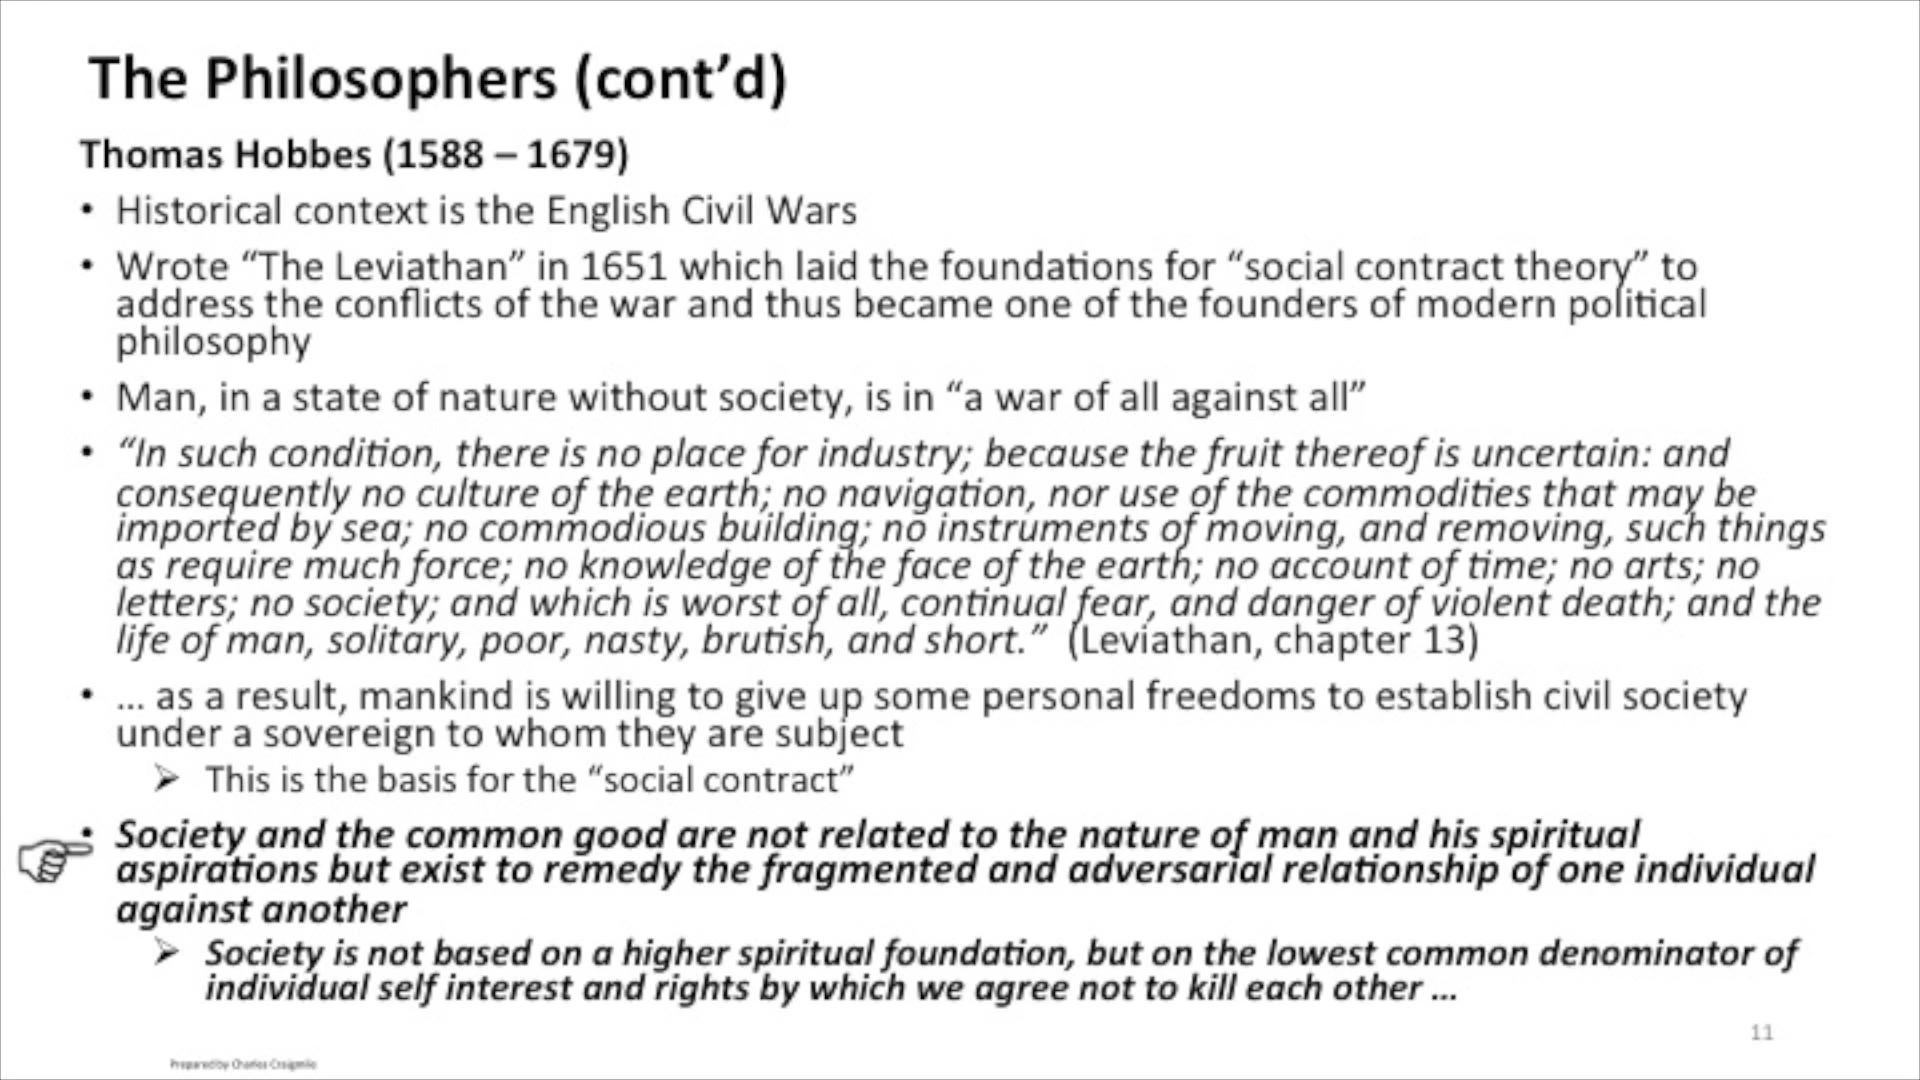 The Philosophers (cont’d)
Thomas Hobbes (1588 – 1679)
• Historical context is the English Civil Wars
• Wrote “The Leviathan” in 1651 which laid the foundations for “social contract theory” to
address the conflicts of the war and thus became one of the founders of modern political
philosophy
• Man, in a state of nature without society, is in “a war of all against all”
• “In such condition, there is no place for industry; because the fruit thereof is uncertain: and
consequently no culture of the earth; no navigation, nor use of the commodities that may be
imported by sea; no commodious building; no instruments of moving, and removing, such things
as require much force; no knowledge of the face of the earth; no account of time; no arts; no
letters; no society; and which is worst of all, continual fear, and danger of violent death; and the
life of man, solitary, poor, nasty, brutish, and short.” (Leviathan, chapter 13)
• … as a result, mankind is willing to give up some personal freedoms to establish civil society
under a sovereign to whom they are subject
➢ This is the basis for the “social contract”
• Society and the common good are not related to the nature of man and his spiritual
aspirations but exist to remedy the fragmented and adversarial relationship of one individual
against another
➢ Society is not based on a higher spiritual foundation, but on the lowest common denominator of
individual self interest and rights by which we agree not to kill each other …
11
Prepared by Charles Craigmile